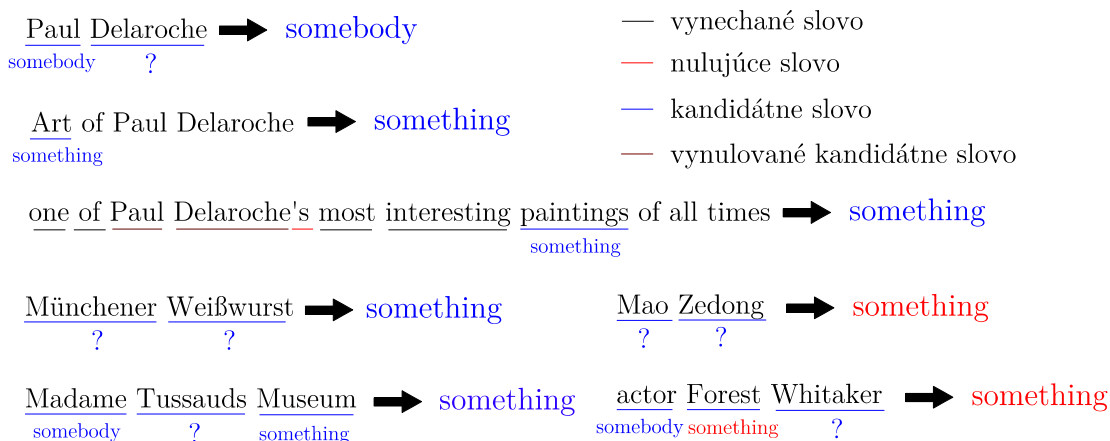 Paul Delaroche somebody
somebody ?
vynechané slovo
nulujúce slovo
kandidátne slovo
vynulované kandidátne slovo
Art of Paul Delaroche something
something
one of Paul Delaroche's most interesting paintings of all times something
something
Münchener Weißwurst something
? ?
Mao Zedong something
? ?
Madame Tussauds Museum something
somebody ? something
actor Forest Whitaker something
somebody something ?